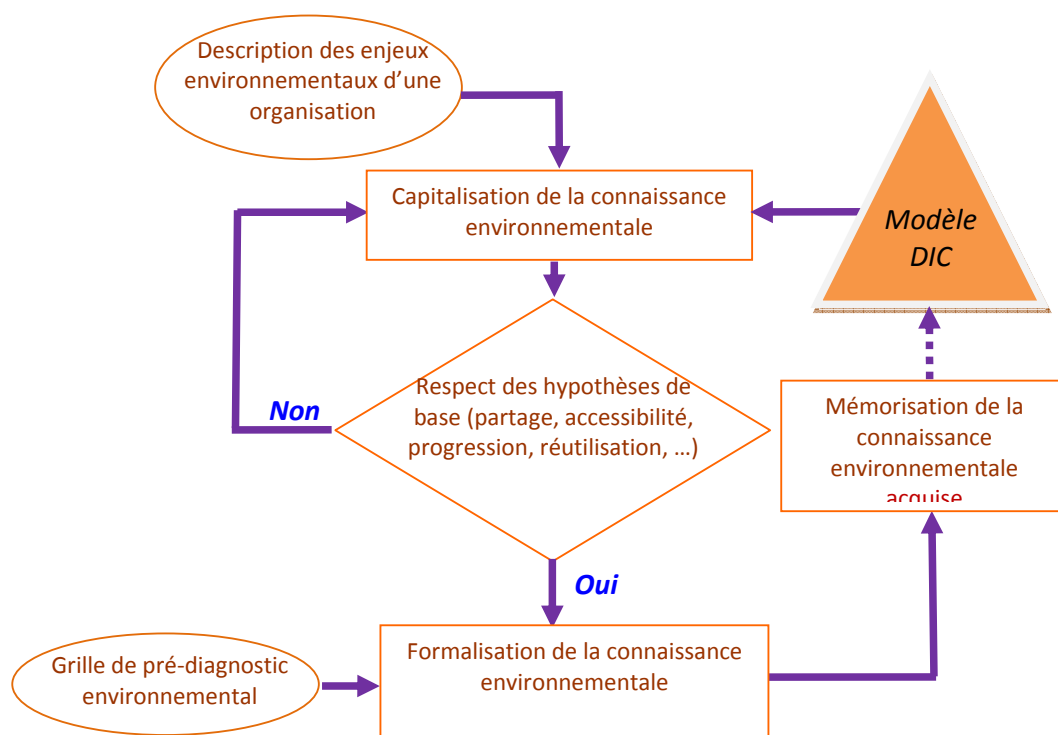 Description des enjeux
environnementaux d’une
organisation
Capitalisation de la connaissance
environnementale
Modèle
DIC
Respect des hypothèses de
base (partage, accessibilité,
progression, réutilisation, …)
Non
Mémorisation de la
connaissance
environnementale
acquise
Oui
Grille de pré-diagnostic
environnemental
Formalisation de la connaissance
environnementale